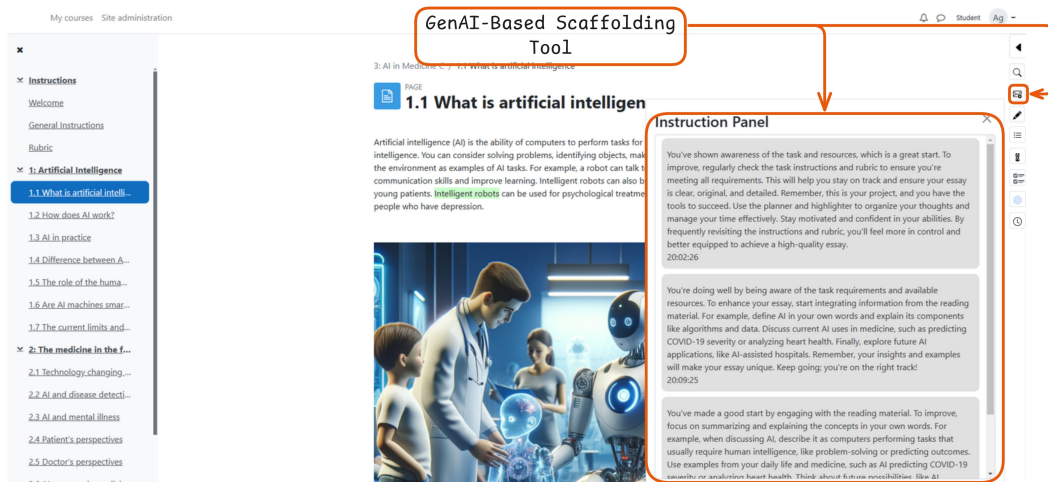 My courses Site administration
Student Ag
GenAI-Based Scaffolding
Tool
3: AI in Medicine C / 1.1 What is artificial intelligence
PAGE
1.1 What is artificial intelligen
Instructions
Welcome
General Instructions
Rubric
1: Artificial Intelligence
1.1 What is artificial intelli...
1.2 How does AI work?
1.3 AI in practice
1.4 Difference between A...
1.5 The role of the huma...
1.6 Are AI machines smar...
1.7 The current limits and...
2: The medicine in the f...
2.1 Technology changing ...
2.2 AI and disease detecti...
2.3 AI and mental illness
2.4 Patient's perspectives
2.5 Doctor's perspectives
Artificial intelligence (AI) is the ability of computers to perform tasks for
intelligence. You can consider solving problems, identifying objects, mak
the environment as examples of AI tasks. For example, a robot can talk t
communication skills and improve learning. Intelligent robots can also b
young patients. Intelligent robots can be used for psychological treatme
people who have depression.
Instruction Panel
You've shown awareness of the task and resources, which is a great start. To
improve, regularly check the task instructions and rubric to ensure you're
meeting all requirements. This will help you stay on track and ensure your essay
is clear, original, and detailed. Remember, this is your project, and you have the
tools to succeed. Use the planner and highlighter to organize your thoughts and
manage your time effectively. Stay motivated and confident in your abilities. By
frequently revisiting the instructions and rubric, you'll feel more in control and
better equipped to achieve a high-quality essay.
20:02:26
You're doing well by being aware of the task requirements and available
resources. To enhance your essay, start integrating information from the reading
material. For example, define AI in your own words and explain its components
like algorithms and data. Discuss current AI uses in medicine, such as predicting
COVID-19 severity or analyzing heart health. Finally, explore future AI
applications, like AI-assisted hospitals. Remember, your insights and examples
will make your essay unique. Keep going; you're on the right track!
20:09:25
You've made a good start by engaging with the reading material. To improve,
focus on summarizing and explaining the concepts in your own words. For
example, when discussing AI, describe it as computers performing tasks that
usually require human intelligence, like problem-solving or predicting outcomes.
Use examples from your daily life and medicine, such as AI predicting COVID-19
severity or analyzing heart health. Think about future possibilities, like AI